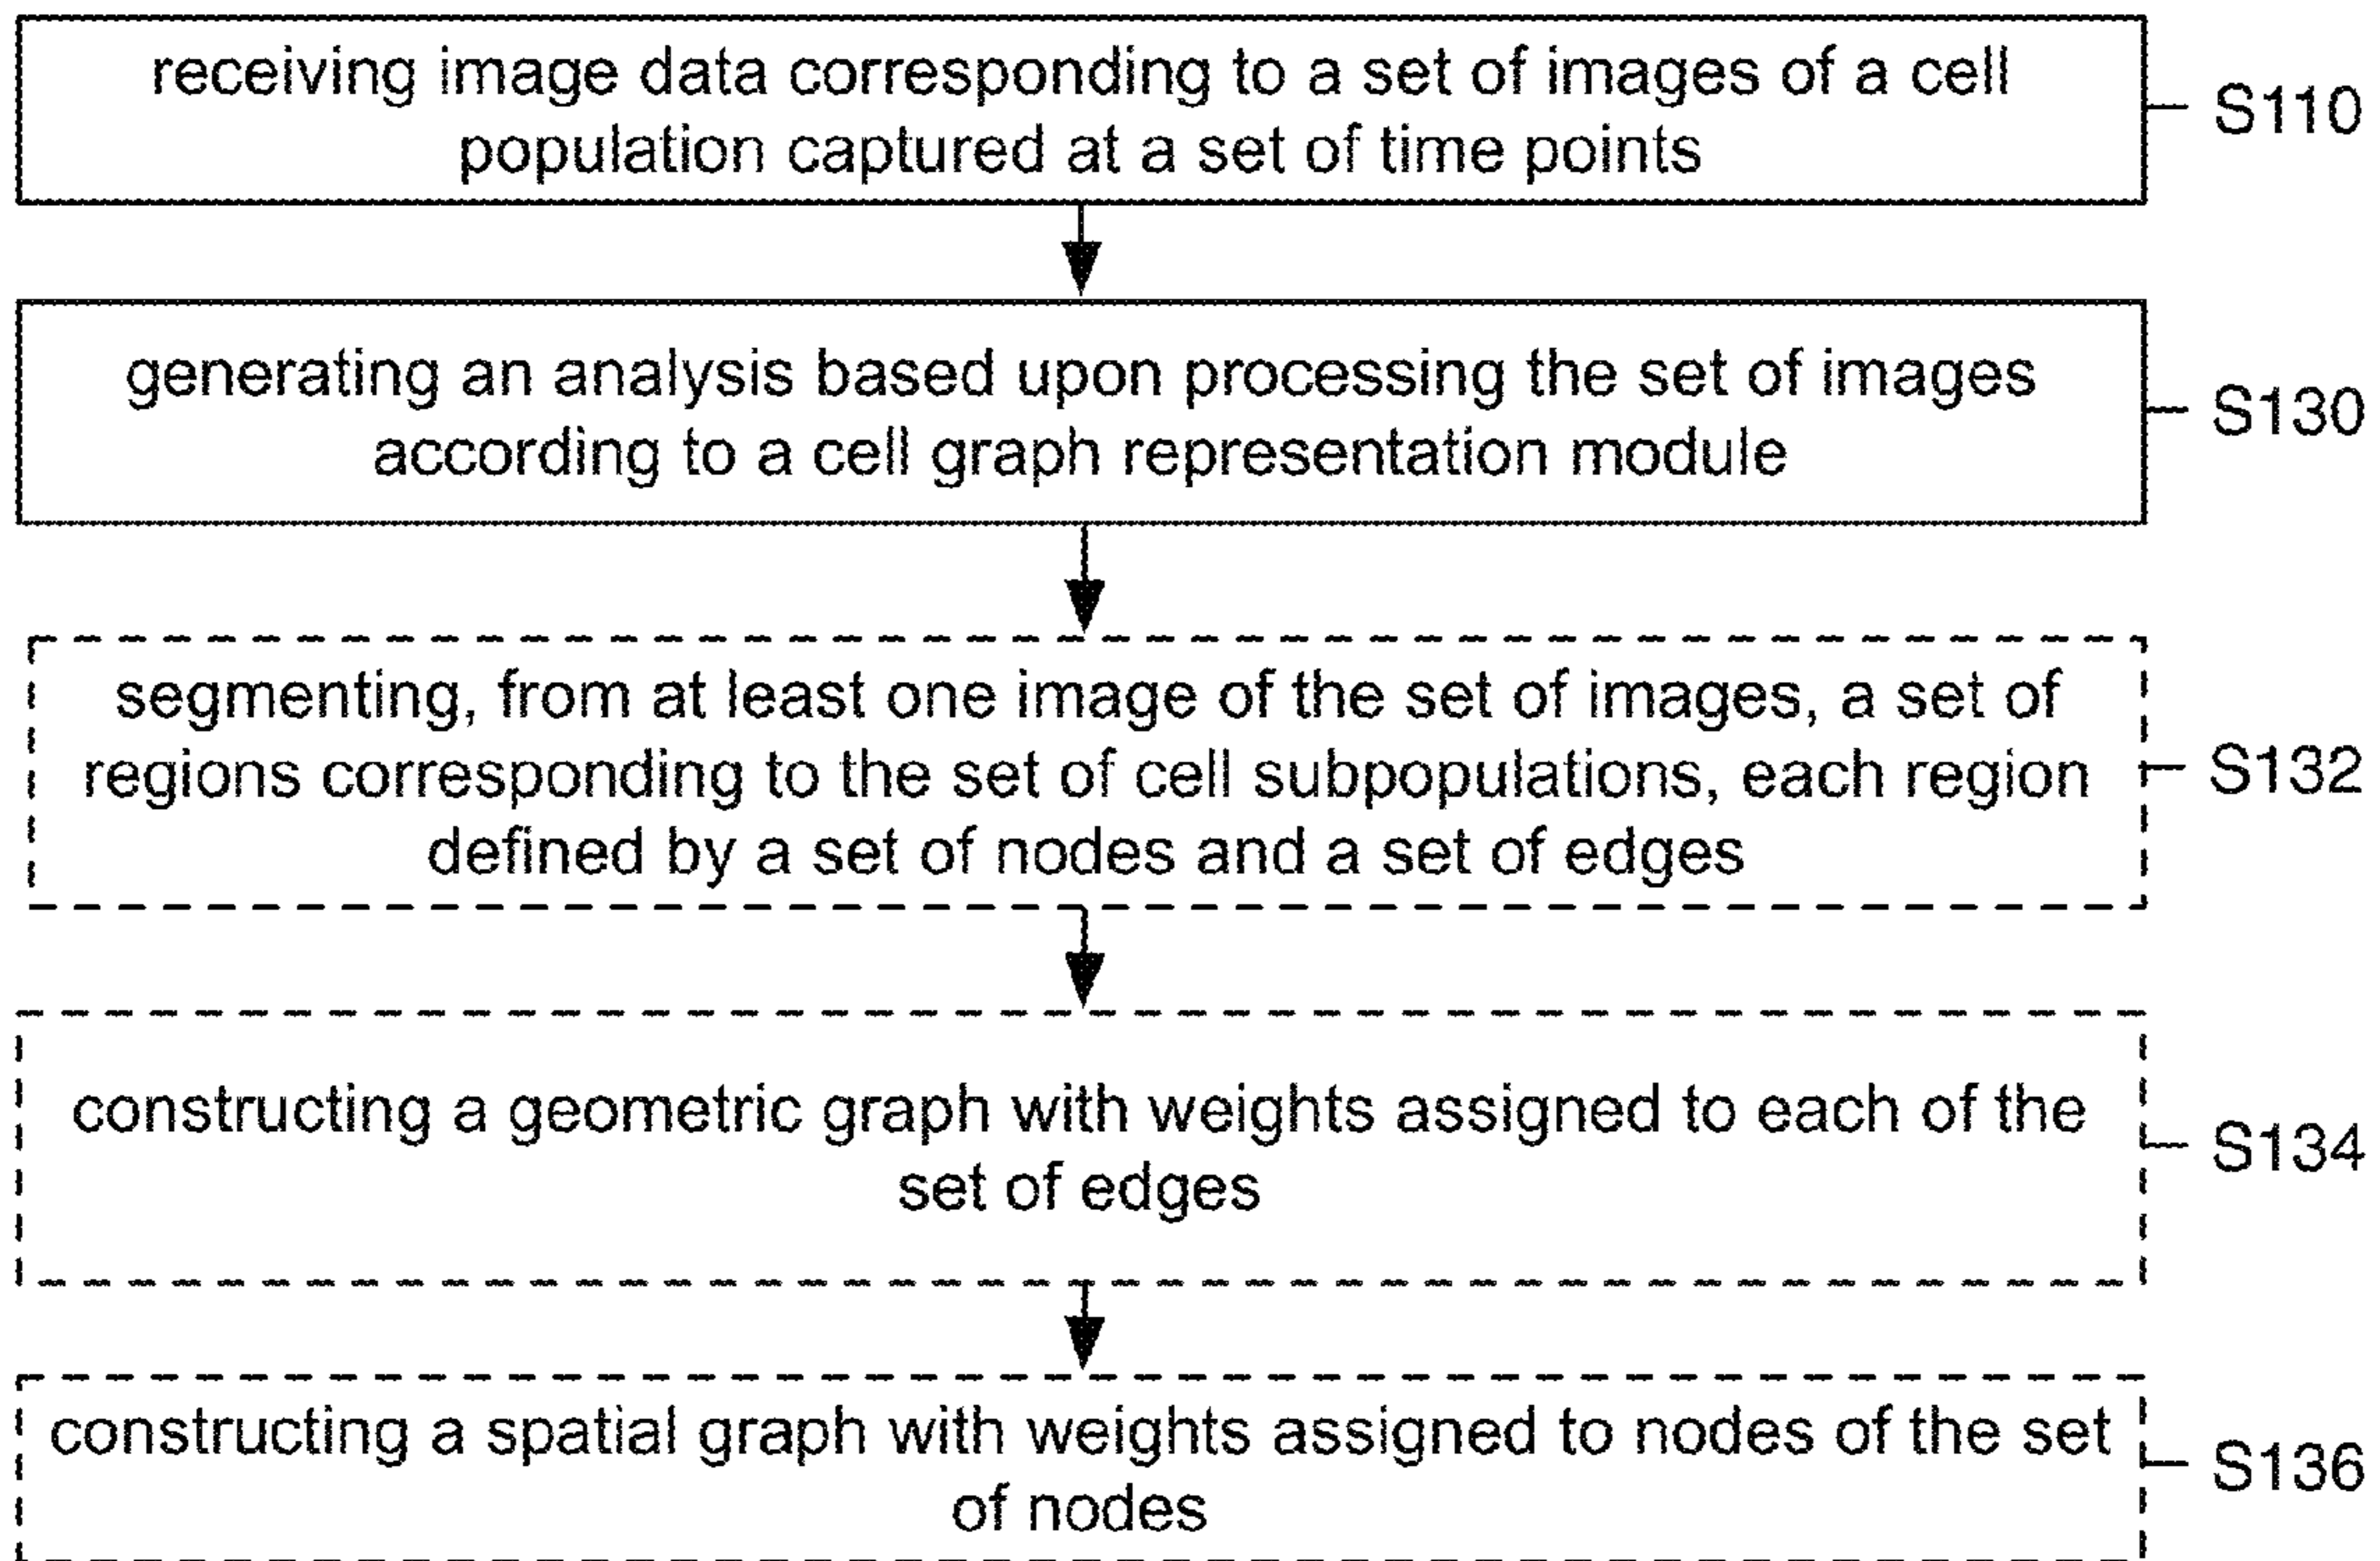 receiving image data corresponding to a set of images of a cell
population captured at a set of time points
S110
generating an analysis based upon processing the set of images
according to a cell graph representation module
S130
segmenting, from at least one image of the set of images, a set of
regions corresponding to the set of cell subpopulations, each region
defined by a set of nodes and a set of edges
S132
constructing a geometric graph with weights assigned to each of the
set of edges
S134
constructing a spatial graph with weights assigned to nodes of the set
of nodes
S136